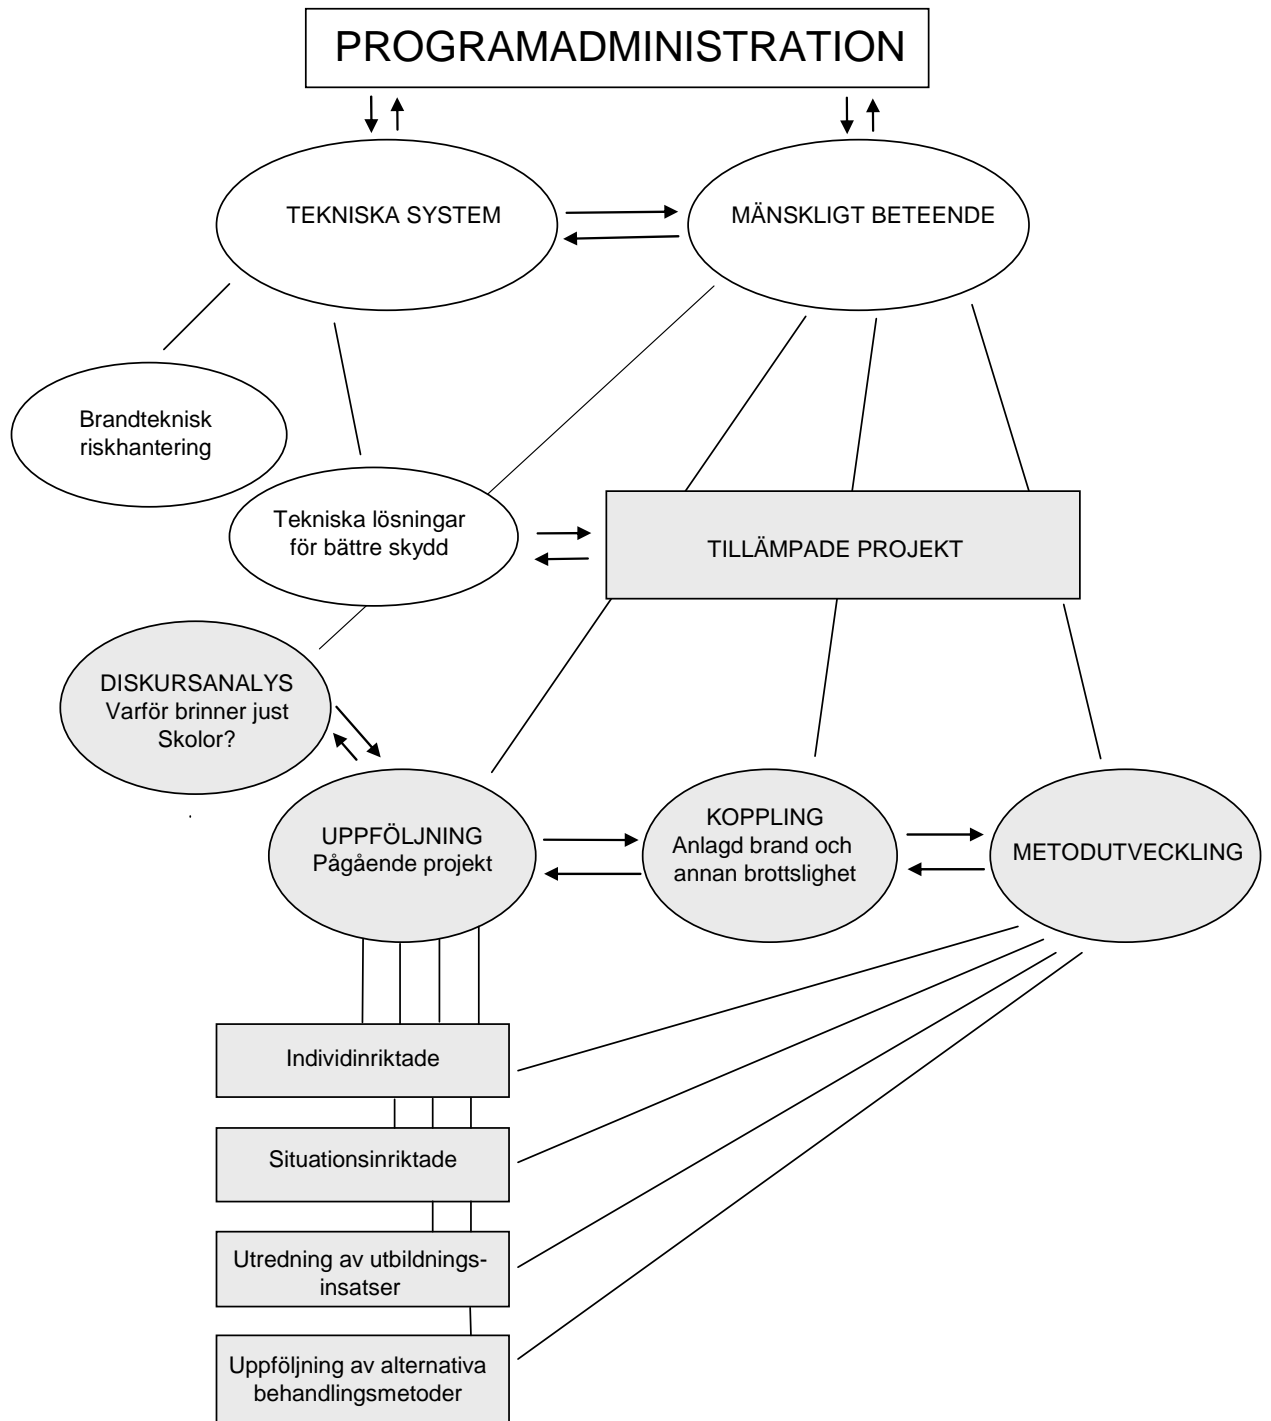 PROGRAMADMINISTRATION
TEKNISKA SYSTEM
MÄNSKLIGT BETEENDE
Brandteknisk
riskhantering
Tekniska lösningar
för bättre skydd
TILLÄMPADE PROJEKT
DISKURSANALYS
Varför brinner just
Skolor?
.
UPPFÖLJNING
Pågående projekt
KOPPLING
Anlagd brand och
annan brottslighet
METODUTVECKLING
Individinriktade
Situationsinriktade
Utredning av utbildnings-
insatser
Uppföljning av alternativa
behandlingsmetoder